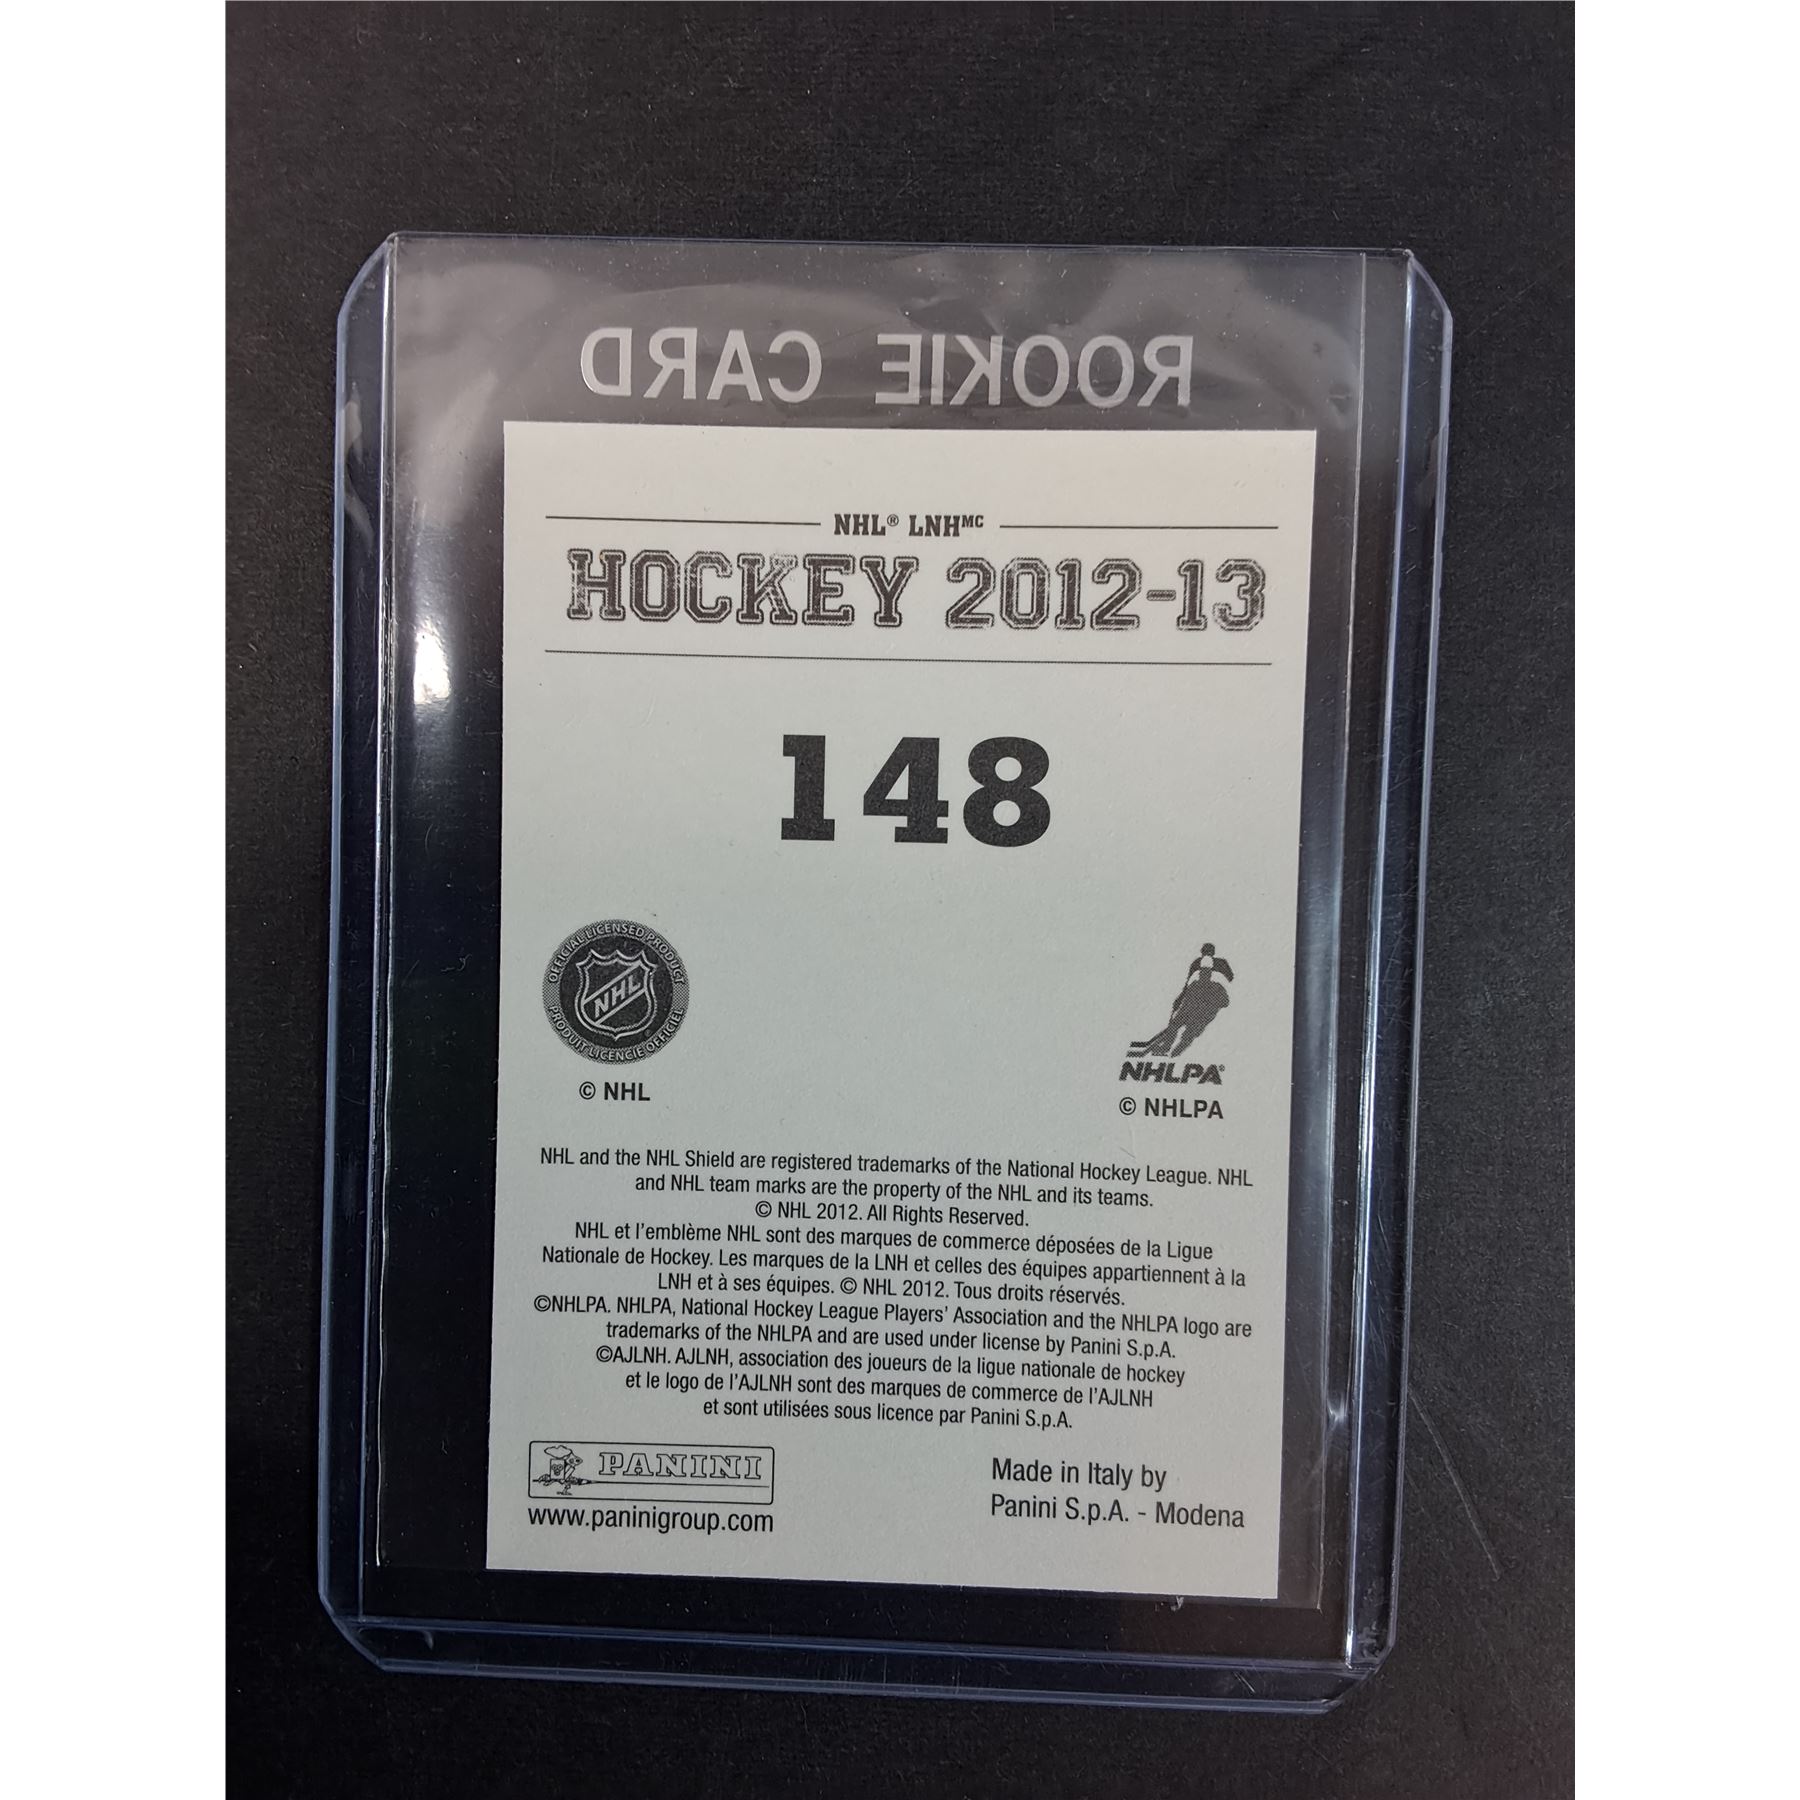 ROOKIE CARD
NHL® LNHMC
HOCKEY 2012-13
148
OFFICIAL LICENSED PRODUCT
NHL
PRODUIT LICENCIE OFFICIEL
© NHL
NHLPA
© NHLPA
NHL and the NHL Shield are registered trademarks of the National Hockey League. NHL
and NHL team marks are the property of the NHL and its teams.
© NHL 2012. All Rights Reserved.
NHL et l'emblème NHL sont des marques de commerce déposées de la Ligue
Nationale de Hockey. Les marques de la LNH et celles des équipes appartiennent à la
LNH et à ses équipes. © NHL 2012. Tous droits réservés.
©NHLPA. NHLPA, National Hockey League Players' Association and the NHLPA logo are
trademarks of the NHLPA and are used under license by Panini S.p.A.
©AJLNH. AJLNH, association des joueurs de la ligue nationale de hockey
et le logo de l'AJLNH sont des marques de commerce de l'AJLNH
et sont utilisées sous licence par Panini S.p.A.
PANINI
www.paninigroup.com
Made in Italy by
Panini S.p.A. - Modena